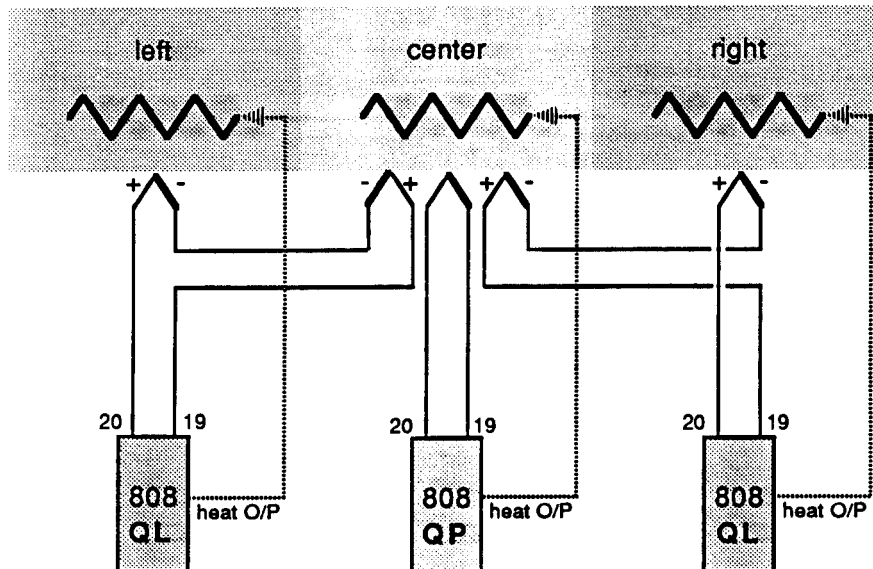 left center right
+ - - + + - + -
20 19 20 19 20 19
808 808 808
heat O/P heat O/P heat O/P
QL QP QL